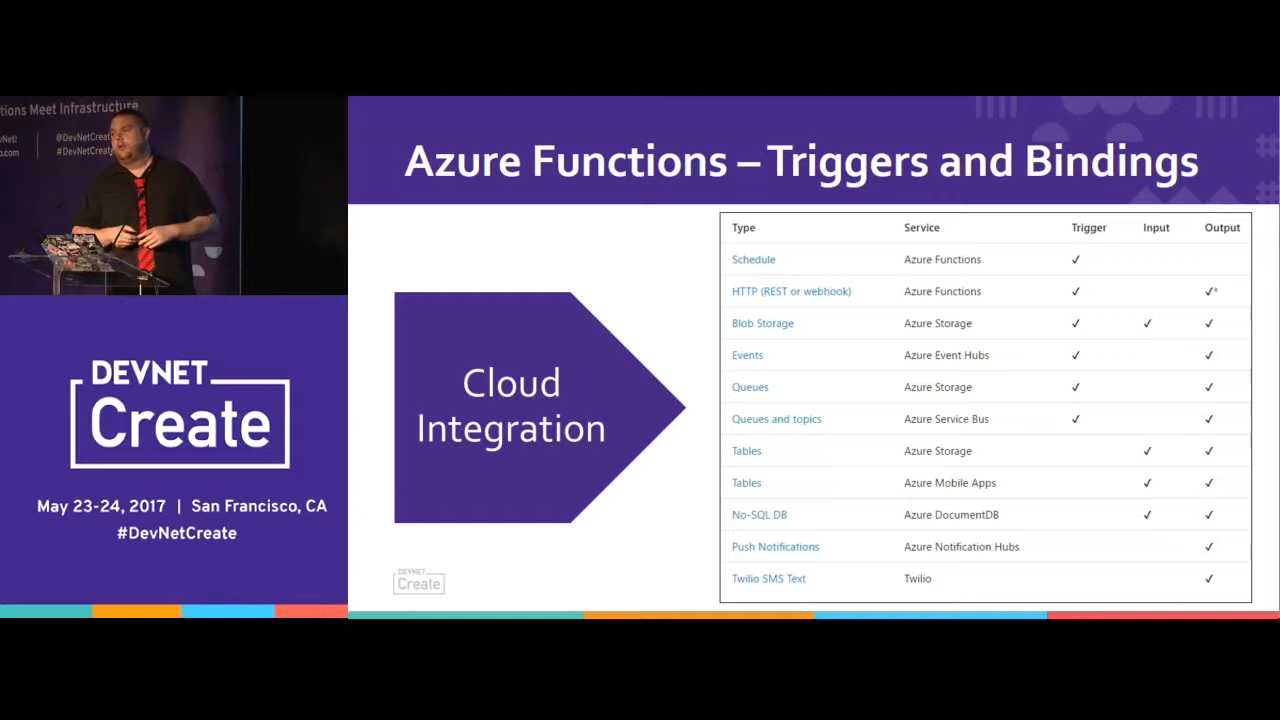 tions Meet Infrastructure
@DevNetCreate
#DevNetCreate
DEVNET
Create
May 23-24, 2017 | San Francisco, CA
#DevNetCreate
Azure Functions – Triggers and Bindings
Cloud
Integration
DEVNET
Create
Type Service Trigger Input Output
Schedule Azure Functions ✓
HTTP (REST or webhook) Azure Functions ✓ ✓*
Blob Storage Azure Storage ✓ ✓ ✓
Events Azure Event Hubs ✓ ✓
Queues Azure Storage ✓ ✓
Queues and topics Azure Service Bus ✓ ✓
Tables Azure Storage ✓ ✓
Tables Azure Mobile Apps ✓ ✓
No-SQL DB Azure DocumentDB ✓ ✓
Push Notifications Azure Notification Hubs ✓
Twilio SMS Text Twilio ✓